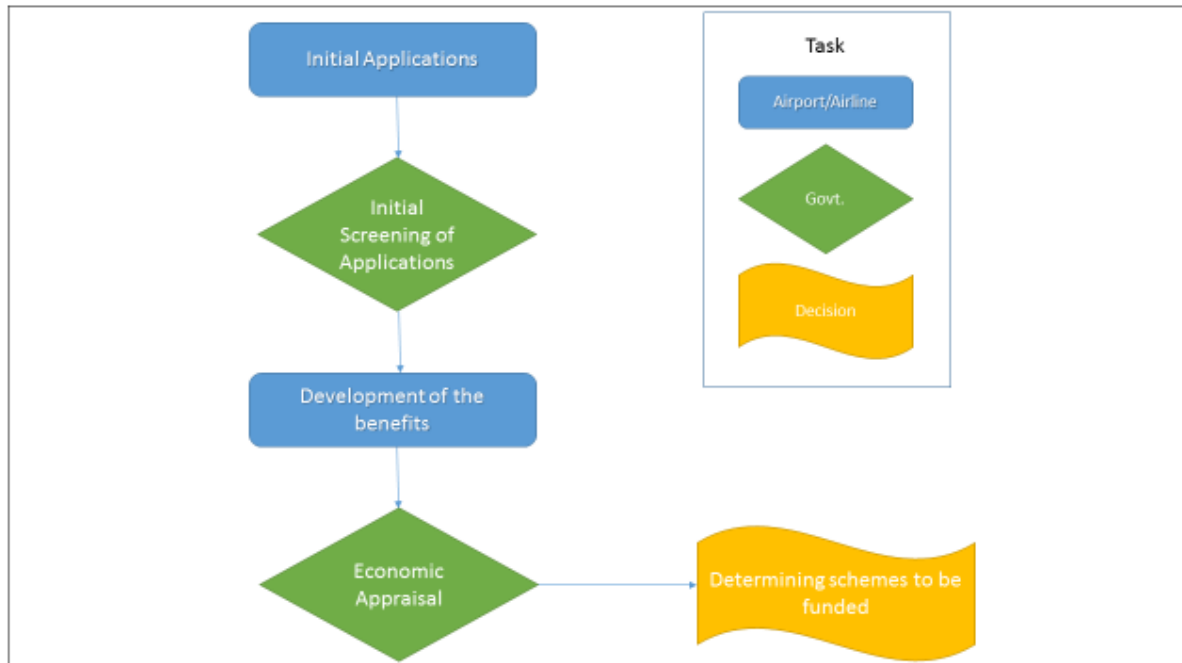 Initial Applications
Initial
Screening of
Applications
Development of the
benefits
Economic
Appraisal
Determining schemes to be
funded
Task
Airport/Airline
Govt.
Decision